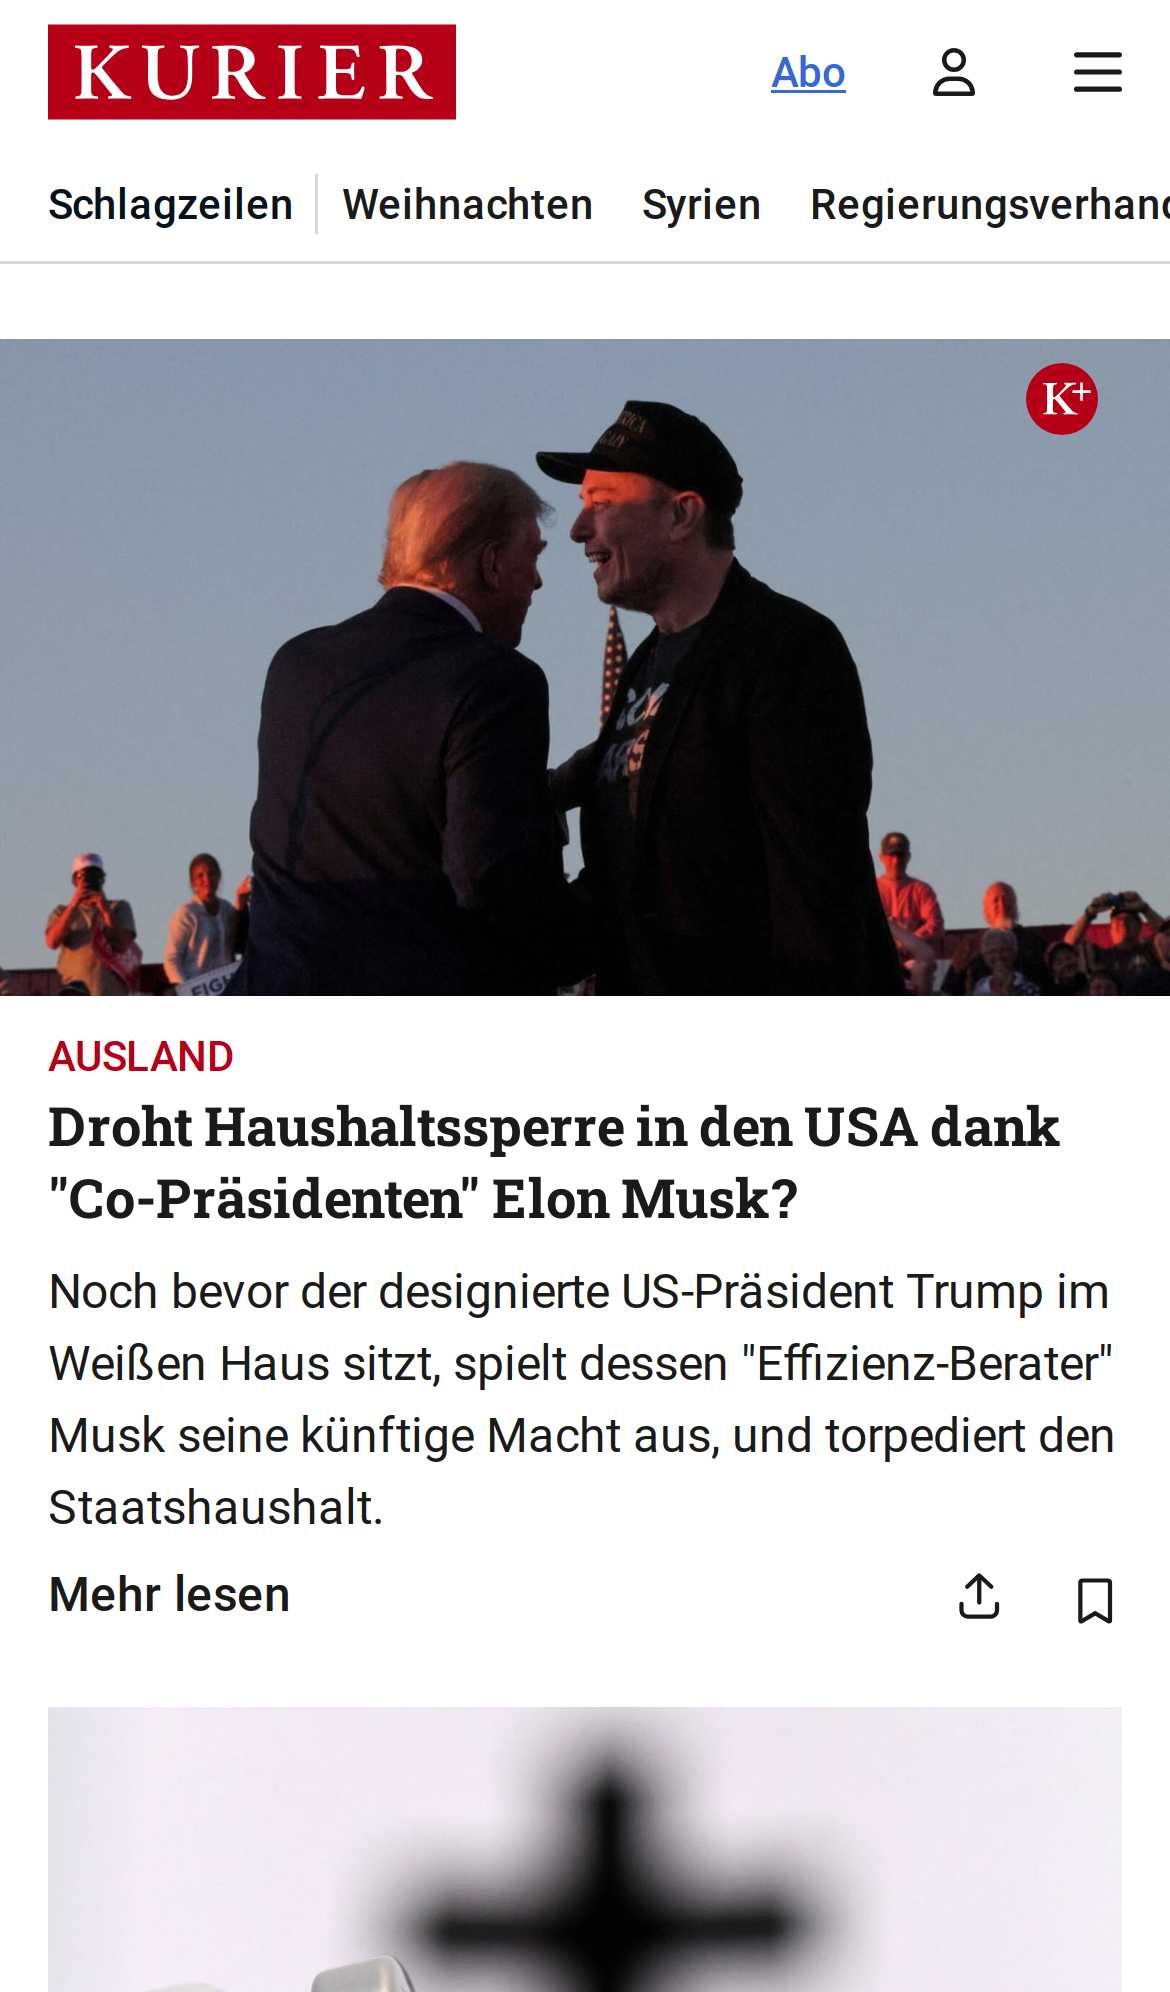 KURIER
Abo
Schlagzeilen
Weihnachten
Syrien
Regierungsverhand
K+
FIGH
AUSLAND
Droht Haushaltssperre in den USA dank
"Co-Präsidenten" Elon Musk?
Noch bevor der designierte US-Präsident Trump im
Weißen Haus sitzt, spielt dessen "Effizienz-Berater"
Musk seine künftige Macht aus, und torpediert den
Staatshaushalt.
Mehr lesen